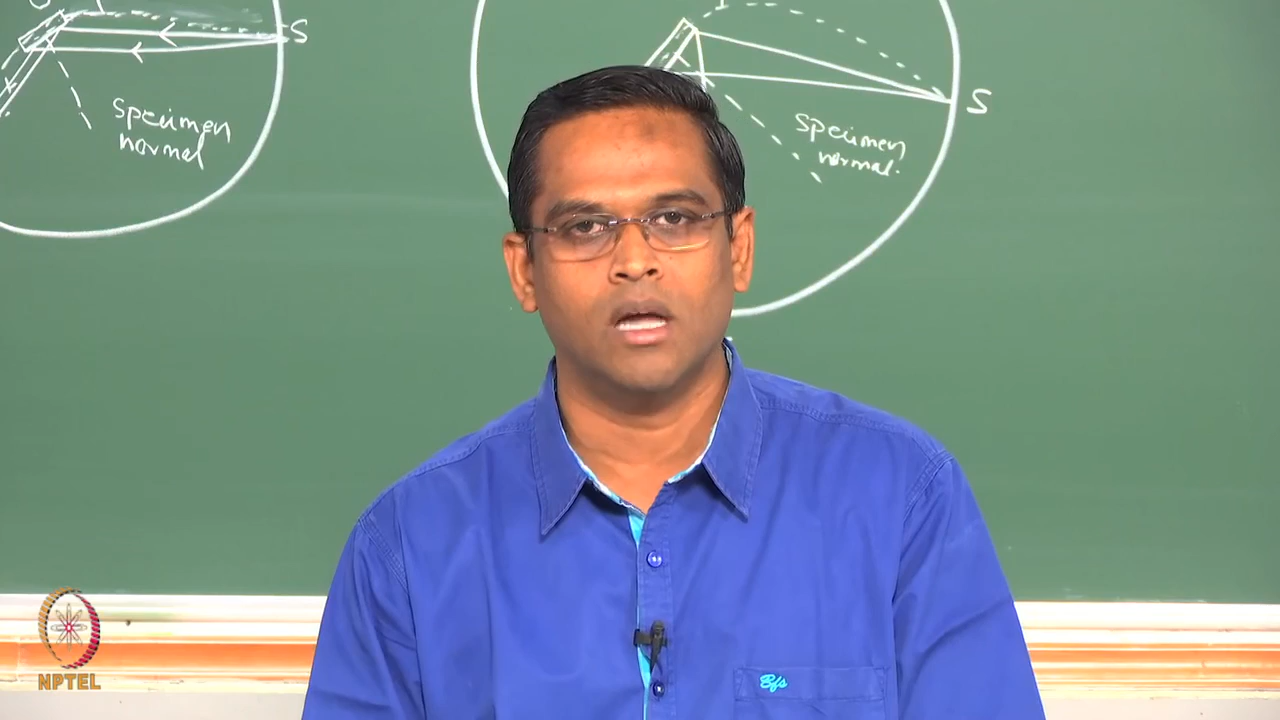 S
specimen
normal
S
specimen
normal.
NPTEL